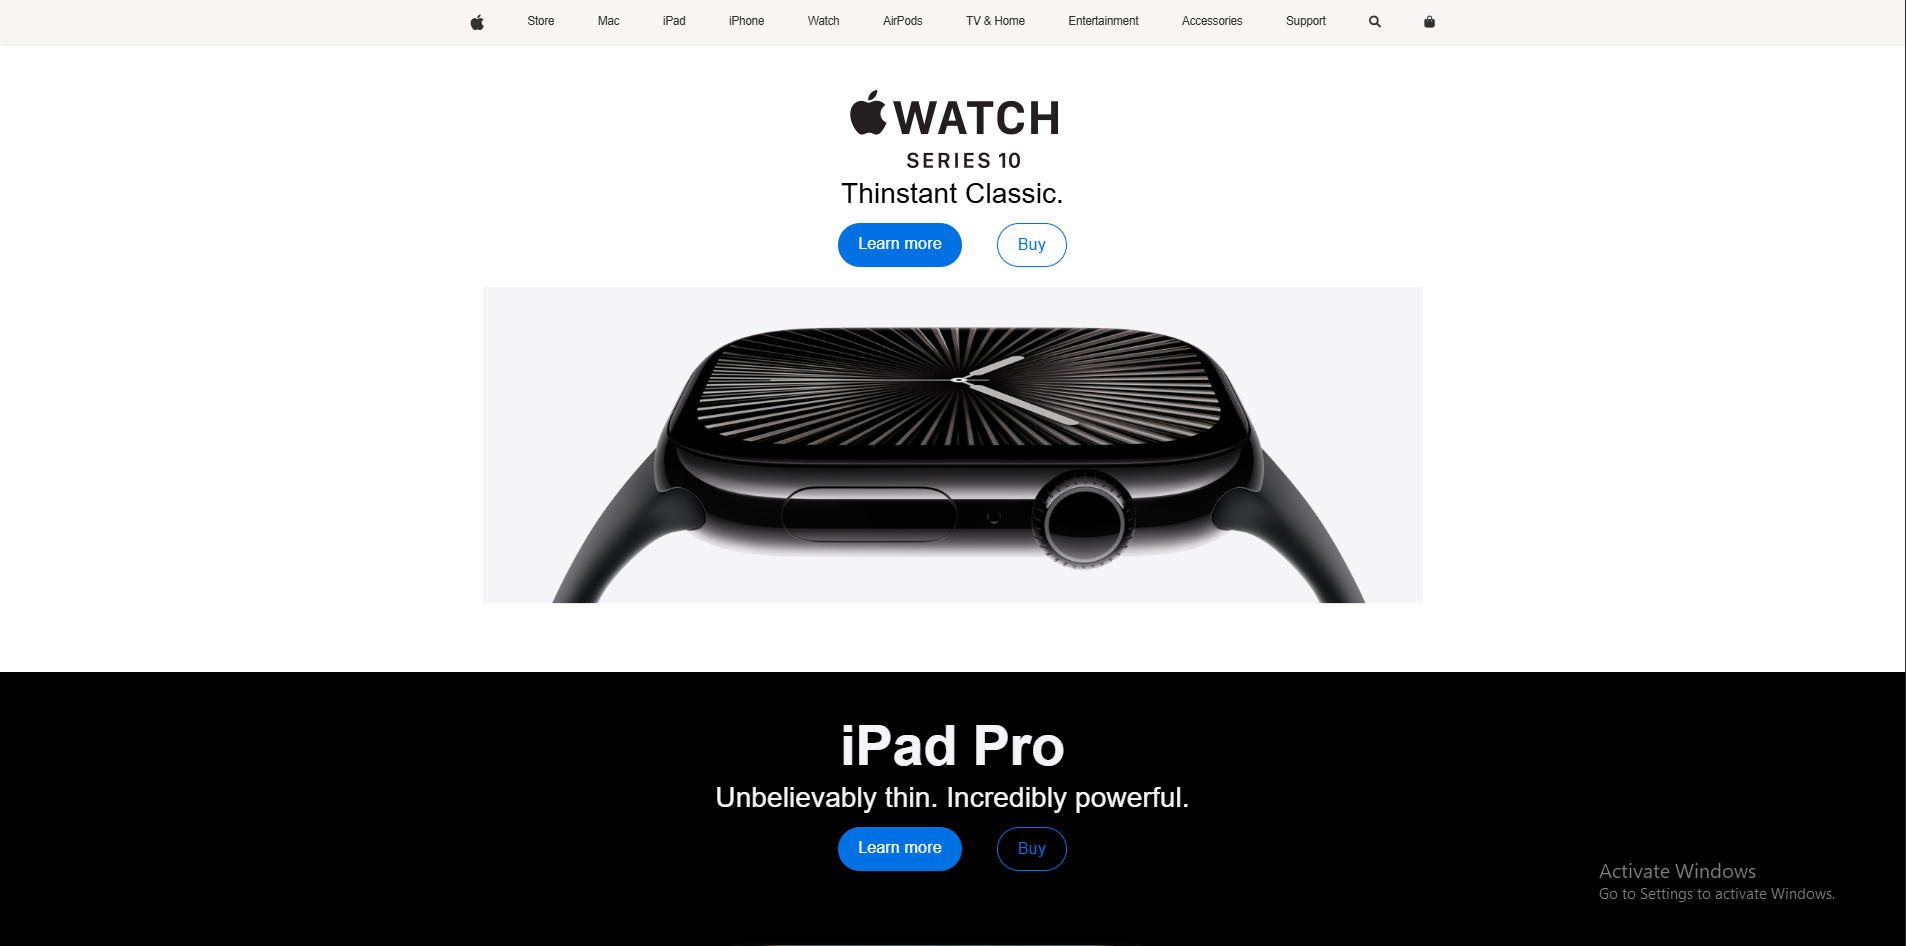 Store Mac iPad iPhone Watch AirPods TV & Home Entertainment Accessories Support
WATCH
SERIES 10
Thinstant Classic.
Learn more Buy
iPad Pro
Unbelievably thin. Incredibly powerful.
Learn more Buy
Activate Windows
Go to Settings to activate Windows.